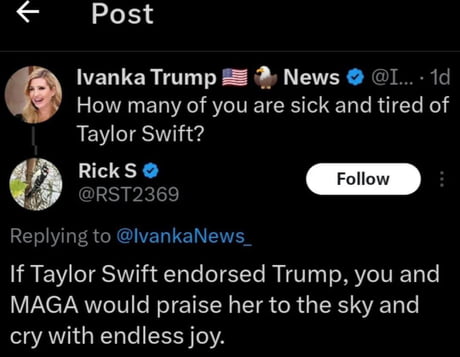 Post
Ivanka Trump 🇺🇸 🦅 News @I... · 1d
How many of you are sick and tired of
Taylor Swift?
Rick S
@RST2369
Follow
Replying to @IvankaNews_
If Taylor Swift endorsed Trump, you and
MAGA would praise her to the sky and
cry with endless joy.